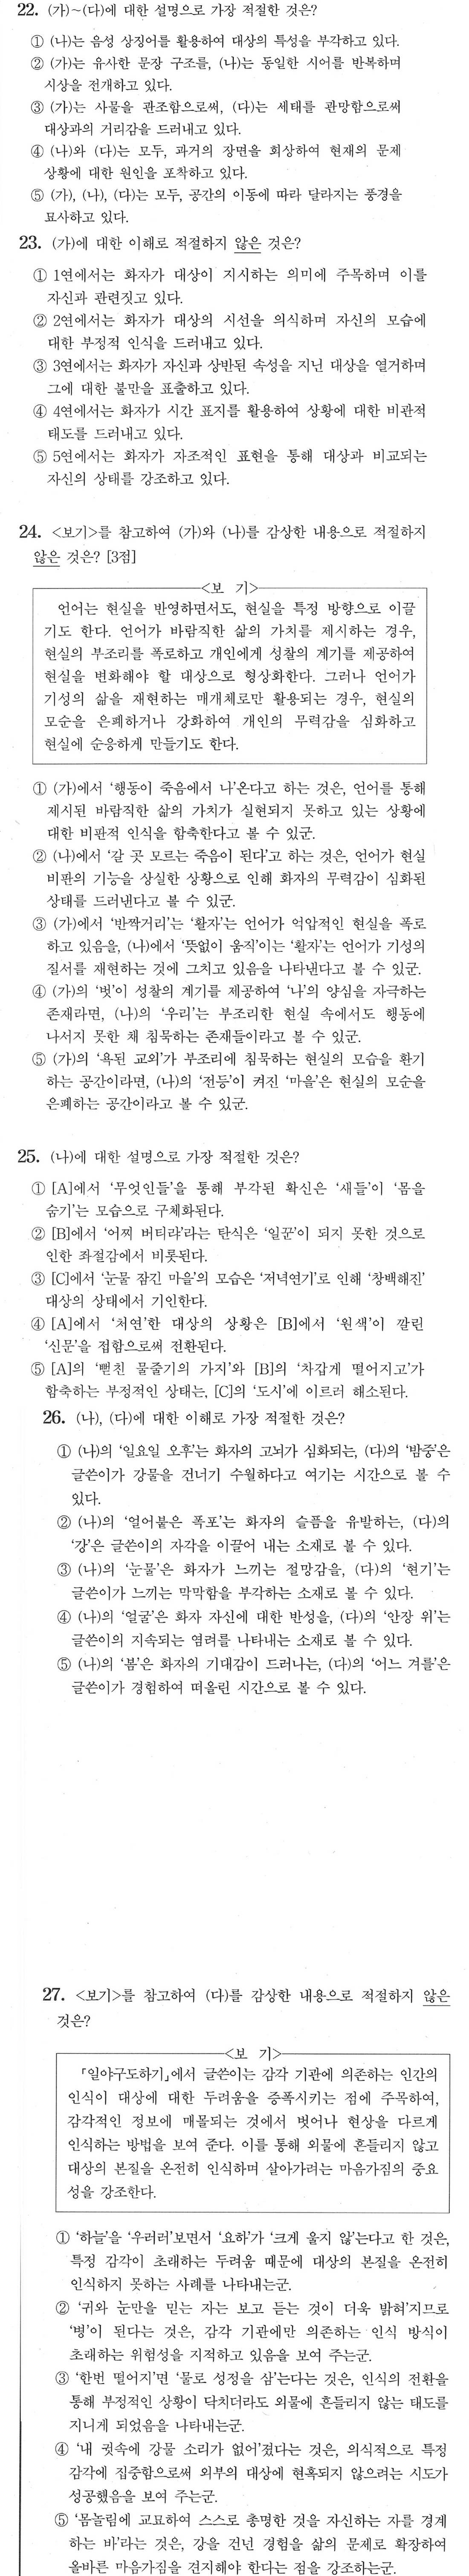 22. (가)~(다)에 대한 설명으로 가장 적절한 것은?
① (나)는 음성 상징어를 활용하여 대상의 특성을 부각하고 있다.
② (가)는 유사한 문장 구조를, (나)는 동일한 시어를 반복하며
시상을 전개하고 있다.
③ (가)는 사물을 관조함으로써, (다)는 세태를 관망함으로써
대상과의 거리감을 드러내고 있다.
④ (나)와 (다)는 모두, 과거의 장면을 회상하여 현재의 문제
상황에 대한 원인을 포착하고 있다.
⑤ (가), (나), (다)는 모두, 공간의 이동에 따라 달라지는 풍경을
묘사하고 있다.
23. (가)에 대한 이해로 적절하지 않은 것은?
① 1연에서는 화자가 대상이 지시하는 의미에 주목하며 이를
자신과 관련짓고 있다.
② 2연에서는 화자가 대상의 시선을 의식하며 자신의 모습에
대한 부정적 인식을 드러내고 있다.
③ 3연에서는 화자가 자신과 상반된 속성을 지닌 대상을 열거하며
그에 대한 불만을 표출하고 있다.
④ 4연에서는 화자가 시간 표지를 활용하여 상황에 대한 비관적
태도를 드러내고 있다.
⑤ 5연에서는 화자가 자조적인 표현을 통해 대상과 비교되는
자신의 상태를 강조하고 있다.
24. <보기>를 참고하여 (가)와 (나)를 감상한 내용으로 적절하지
않은 것은? [3점]
<보 기>
언어는 현실을 반영하면서도, 현실을 특정 방향으로 이끌
기도 한다. 언어가 바람직한 삶의 가치를 제시하는 경우,
현실의 부조리를 폭로하고 개인에게 성찰의 계기를 제공하여
현실을 변화해야 할 대상으로 형상화한다. 그러나 언어가
기성의 삶을 재현하는 매개체로만 활용되는 경우, 현실의
모순을 은폐하거나 강화하여 개인의 무력감을 심화하고
현실에 순응하게 만들기도 한다.
① (가)에서 ‘행동이 죽음에서 나’온다고 하는 것은, 언어를 통해
제시된 바람직한 삶의 가치가 실현되지 못하고 있는 상황에
대한 비판적 인식을 함축한다고 볼 수 있군.
② (나)에서 ‘갈 곳 모르는 죽음이 된다’고 하는 것은, 언어가 현실
비판의 기능을 상실한 상황으로 인해 화자의 무력감이 심화된
상태를 드러낸다고 볼 수 있군.
③ (가)에서 ‘반짝거리’는 ‘활자’는 언어가 억압적인 현실을 폭로
하고 있음을, (나)에서 ‘뜻없이 움직’이는 ‘활자’는 언어가 기성의
질서를 재현하는 것에 그치고 있음을 나타낸다고 볼 수 있군.
④ (가)의 ‘벗’이 성찰의 계기를 제공하여 ‘나’의 양심을 자극하는
존재라면, (나)의 ‘우리’는 부조리한 현실 속에서도 행동에
나서지 못한 채 침묵하는 존재들이라고 볼 수 있군.
⑤ (가)의 ‘욕된 교외’가 부조리에 침묵하는 현실의 모습을 환기
하는 공간이라면, (나)의 ‘전등’이 켜진 ‘마을’은 현실의 모순을
은폐하는 공간이라고 볼 수 있군.
25. (나)에 대한 설명으로 가장 적절한 것은?
① [A]에서 ‘무엇인들’을 통해 부각된 확신은 ‘새들’이 ‘몸을
숨기’는 모습으로 구체화된다.
② [B]에서 ‘어찌 버티랴’라는 탄식은 ‘일꾼’이 되지 못한 것으로
인한 좌절감에서 비롯된다.
③ [C]에서 ‘눈물 잠긴 마을’의 모습은 ‘저녁연기’로 인해 ‘창백해진’
대상의 상태에서 기인한다.
④ [A]에서 ‘처연’한 대상의 상황은 [B]에서 ‘원색’이 깔린
‘신문’을 접함으로써 전환된다.
⑤ [A]의 ‘뻗친 물줄기의 가지’와 [B]의 ‘차갑게 떨어지고’가
함축하는 부정적인 상태는, [C]의 ‘도시’에 이르러 해소된다.
26. (나), (다)에 대한 이해로 가장 적절한 것은?
① (나)의 ‘일요일 오후’는 화자의 고뇌가 심화되는, (다)의 ‘밤중’은
글쓴이가 강물을 건너기 수월하다고 여기는 시간으로 볼 수
있다.
② (나)의 ‘얼어붙은 폭포’는 화자의 슬픔을 유발하는, (다)의
‘강’은 글쓴이의 자각을 이끌어 내는 소재로 볼 수 있다.
③ (나)의 ‘눈물’은 화자가 느끼는 절망감을, (다)의 ‘현기’는
글쓴이가 느끼는 막막함을 부각하는 소재로 볼 수 있다.
④ (나)의 ‘얼굴’은 화자 자신에 대한 반성을, (다)의 ‘안장 위’는
글쓴이의 지속되는 염려를 나타내는 소재로 볼 수 있다.
⑤ (나)의 ‘봄’은 화자의 기대감이 드러나는, (다)의 ‘어느 겨를’은
글쓴이가 경험하여 떠올린 시간으로 볼 수 있다.
27. <보기>를 참고하여 (다)를 감상한 내용으로 적절하지 않은
것은?
<보 기>
「일야구도하기」에서 글쓴이는 감각 기관에 의존하는 인간의
인식이 대상에 대한 두려움을 증폭시키는 점에 주목하여,
감각적인 정보에 매몰되는 것에서 벗어나 현상을 다르게
인식하는 방법을 보여 준다. 이를 통해 외물에 흔들리지 않고
대상의 본질을 온전히 인식하며 살아가려는 마음가짐의 중요
성을 강조한다.
① ‘하늘’을 ‘우러러’보면서 ‘요하’가 ‘크게 울지 않’는다고 한 것은,
특정 감각이 초래하는 두려움 때문에 대상의 본질을 온전히
인식하지 못하는 사례를 나타내는군.
② ‘귀와 눈만을 믿는 자는 보고 듣는 것이 더욱 밝혀’지므로
‘병’이 된다는 것은, 감각 기관에만 의존하는 인식 방식이
초래하는 위험성을 지적하고 있음을 보여 주는군.
③ ‘한번 떨어지’면 ‘물로 성정을 삼’는다는 것은, 인식의 전환을
통해 부정적인 상황이 닥치더라도 외물에 흔들리지 않는 태도를
지니게 되었음을 나타내는군.
④ ‘내 귓속에 강물 소리가 없어’졌다는 것은, 의식적으로 특정
감각에 집중함으로써 외부의 대상에 현혹되지 않으려는 시도가
성공했음을 보여 주는군.
⑤ ‘몸놀림에 교묘하여 스스로 총명한 것을 자신하는 자를 경계
하는 바’라는 것은, 강을 건넌 경험을 삶의 문제로 확장하여
올바른 마음가짐을 견지해야 한다는 점을 강조하는군.